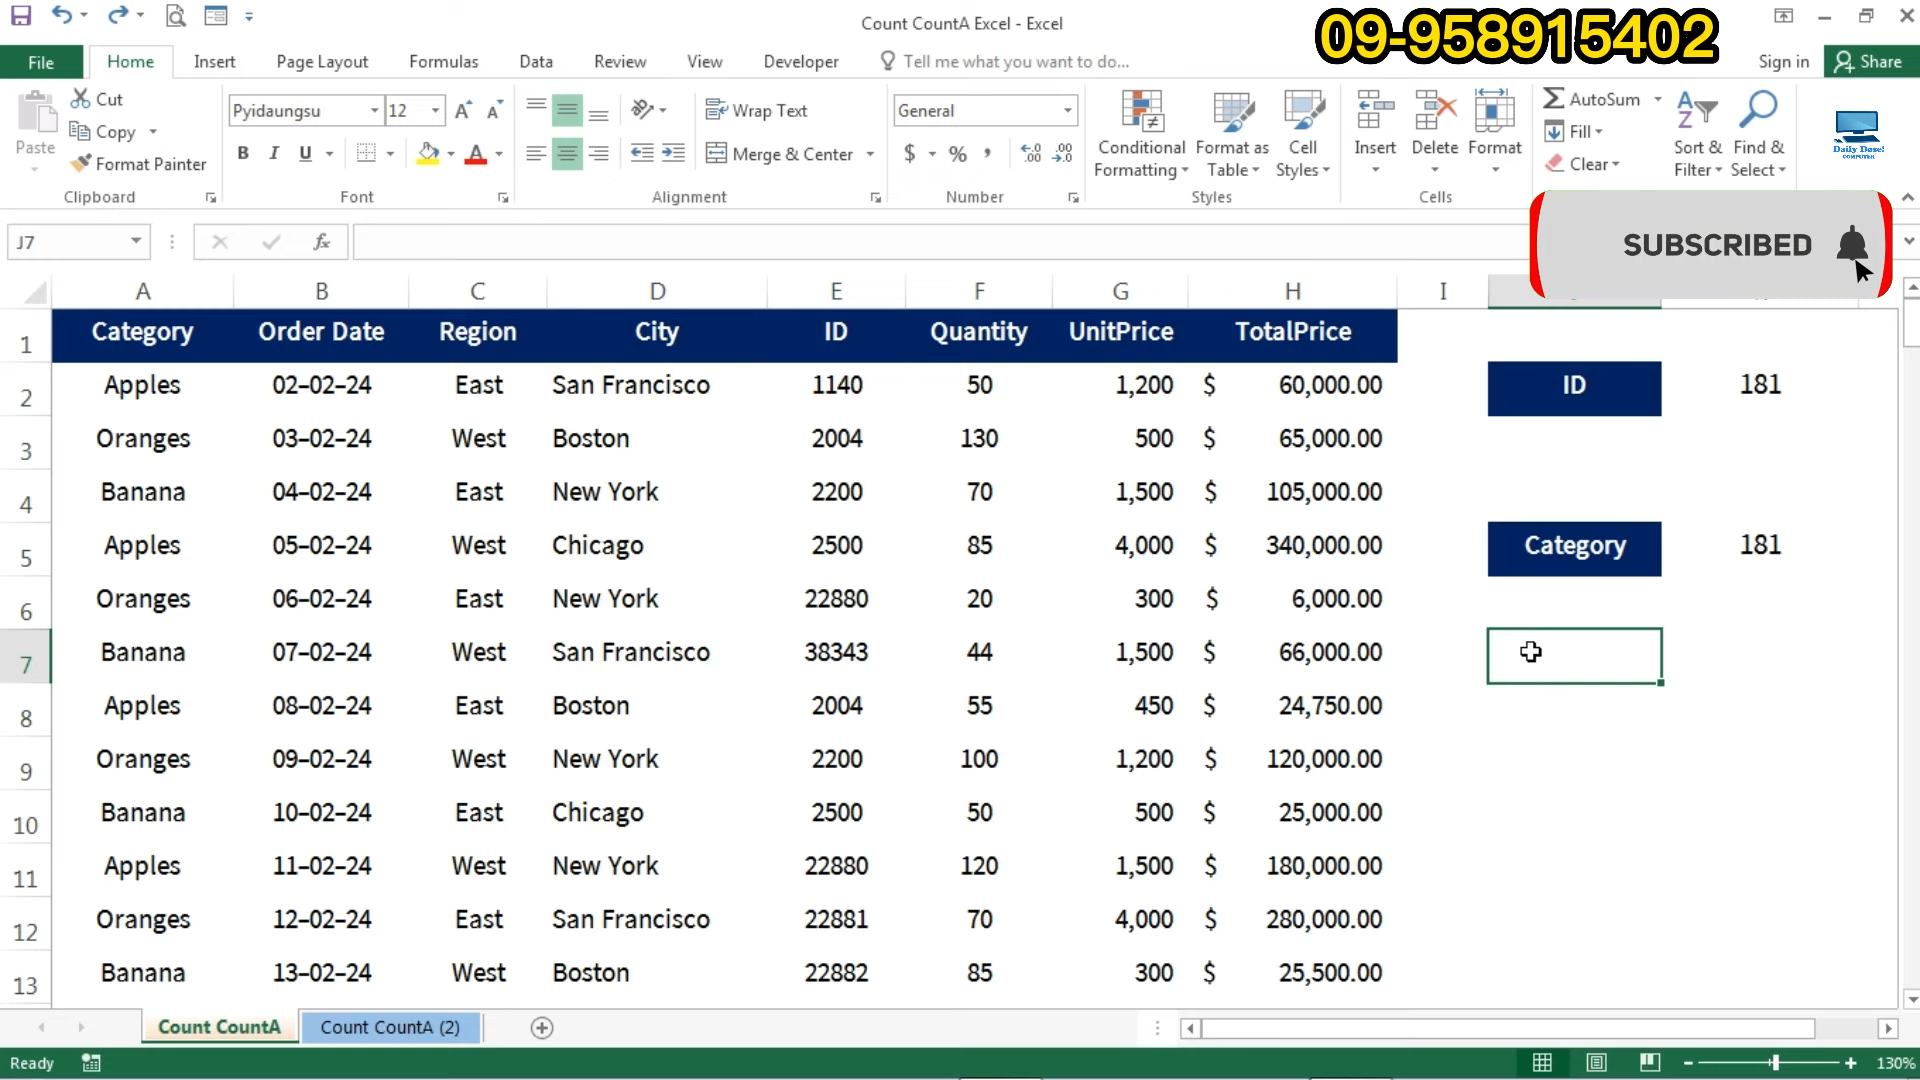 Count CountA Excel - Excel
09-958915402
File Home Insert Page Layout Formulas Data Review View Developer Tell me what you want to do... Sign in Share
Paste
Cut
Copy
Format Painter
Clipboard
Pyidaungsu 12
B I U
Font
Wrap Text
Merge & Center
Alignment
General
$ % ,
Number
Conditional Formatting
Format as Table
Cell Styles
Styles
Insert Delete Format
Cells
AutoSum
Fill
Clear
Sort & Filter
Find & Select
Daily Dose!
COMPUTER
J7
fx
SUBSCRIBED
A B C D E F G H I
1 Category Order Date Region City ID Quantity UnitPrice TotalPrice
2 Apples 02-02-24 East San Francisco 1140 50 1,200 $ 60,000.00 ID 181
3 Oranges 03-02-24 West Boston 2004 130 500 $ 65,000.00
4 Banana 04-02-24 East New York 2200 70 1,500 $ 105,000.00
5 Apples 05-02-24 West Chicago 2500 85 4,000 $ 340,000.00 Category 181
6 Oranges 06-02-24 East New York 22880 20 300 $ 6,000.00
7 Banana 07-02-24 West San Francisco 38343 44 1,500 $ 66,000.00
8 Apples 08-02-24 East Boston 2004 55 450 $ 24,750.00
9 Oranges 09-02-24 West New York 2200 100 1,200 $ 120,000.00
10 Banana 10-02-24 East Chicago 2500 50 500 $ 25,000.00
11 Apples 11-02-24 West New York 22880 120 1,500 $ 180,000.00
12 Oranges 12-02-24 East San Francisco 22881 70 4,000 $ 280,000.00
13 Banana 13-02-24 West Boston 22882 85 300 $ 25,500.00
Count CountA Count CountA (2)
Ready 130%